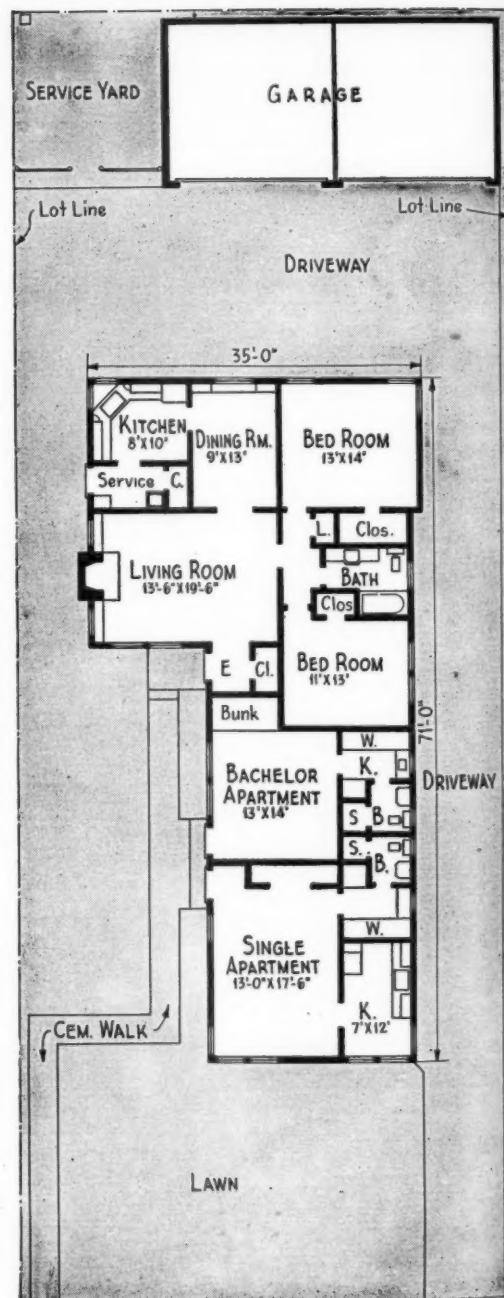 SERVICE YARD
GARAGE
Lot Line
Lot Line
DRIVEWAY
35'-0"
KITCHEN
8'X10'
DINING RM.
9'X13'
BED ROOM
13'X14'
Service
C.
L.
Clos.
LIVING ROOM
13'-6"X19'-6"
BATH
Clos
E
Cl.
BED ROOM
11'X13'
71'-0"
Bunk
W.
K.
BACHELOR
APARTMENT
13'X14'
DRIVEWAY
S
B
S.
B.
W.
SINGLE
APARTMENT
13'-0"X17'-6"
K.
7'X12'
CEM. WALK
LAWN